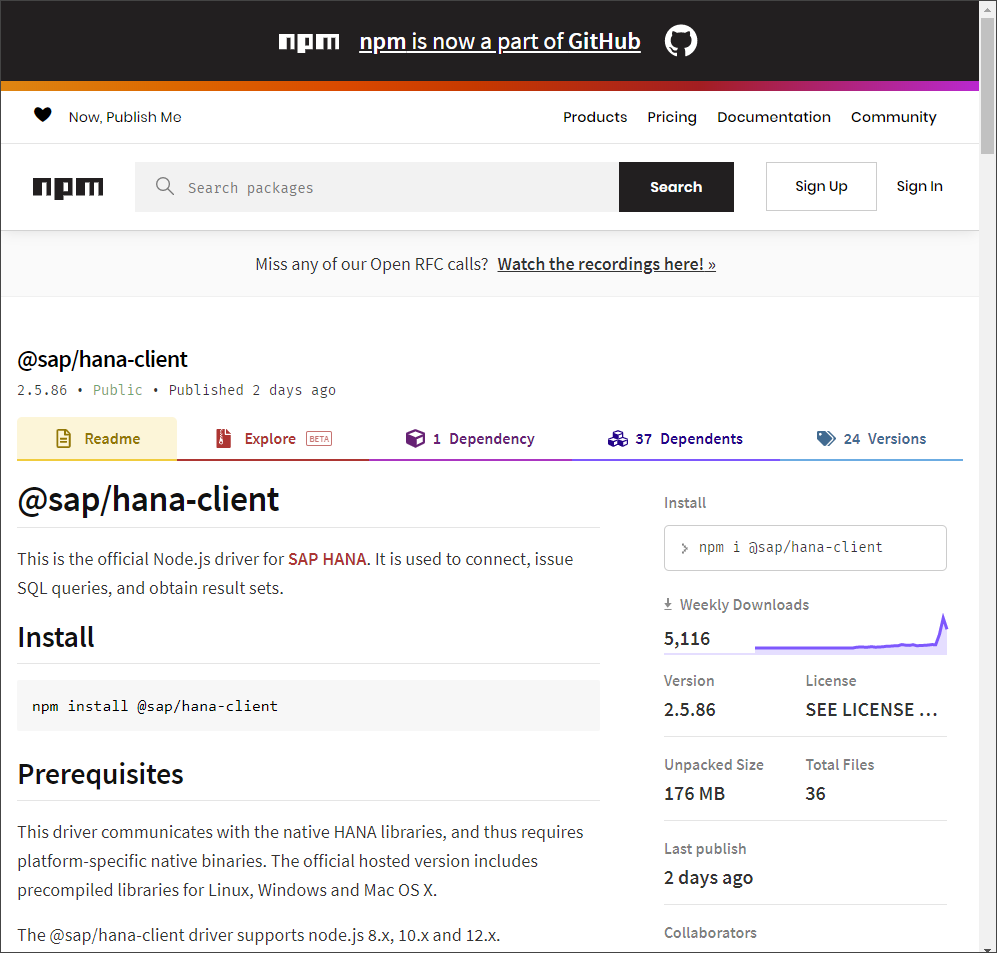 npm npm is now a part of GitHub
Now, Publish Me
Products Pricing Documentation Community
npm Search packages Search Sign Up Sign In
Miss any of our Open RFC calls? Watch the recordings here! »
@sap/hana-client
2.5.86 • Public • Published 2 days ago
Readme Explore BETA 1 Dependency 37 Dependents 24 Versions
@sap/hana-client
This is the official Node.js driver for SAP HANA. It is used to connect, issue
SQL queries, and obtain result sets.
Install
npm install @sap/hana-client
Prerequisites
This driver communicates with the native HANA libraries, and thus requires
platform-specific native binaries. The official hosted version includes
precompiled libraries for Linux, Windows and Mac OS X.
The @sap/hana-client driver supports node.js 8.x, 10.x and 12.x.
Install
npm i @sap/hana-client
Weekly Downloads
5,116
Version License
2.5.86 SEE LICENSE …
Unpacked Size Total Files
176 MB 36
Last publish
2 days ago
Collaborators